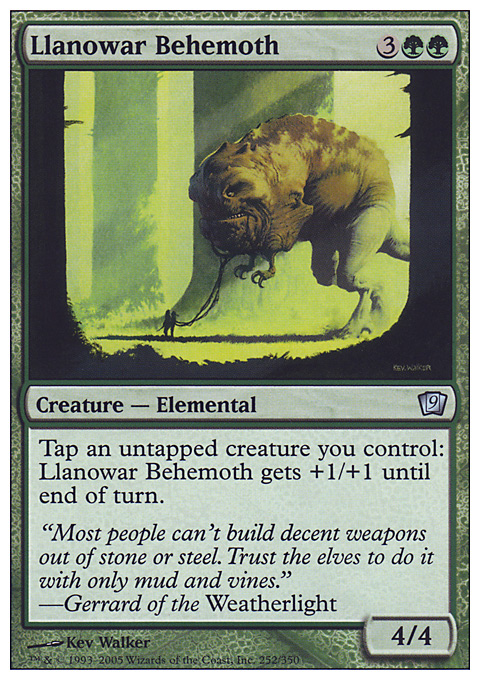 Llanowar Behemoth 3
KEV WALKER
Creature — Elemental 9
Tap an untapped creature you control:
Llanowar Behemoth gets +1/+1 until
end of turn.
“Most people can’t build decent weapons
out of stone or steel. Trust the elves to do it
with only mud and vines.”
—Gerrard of the Weatherlight
4/4
Kev Walker
™ & © 1993–2005 Wizards of the Coast, Inc. 252/350